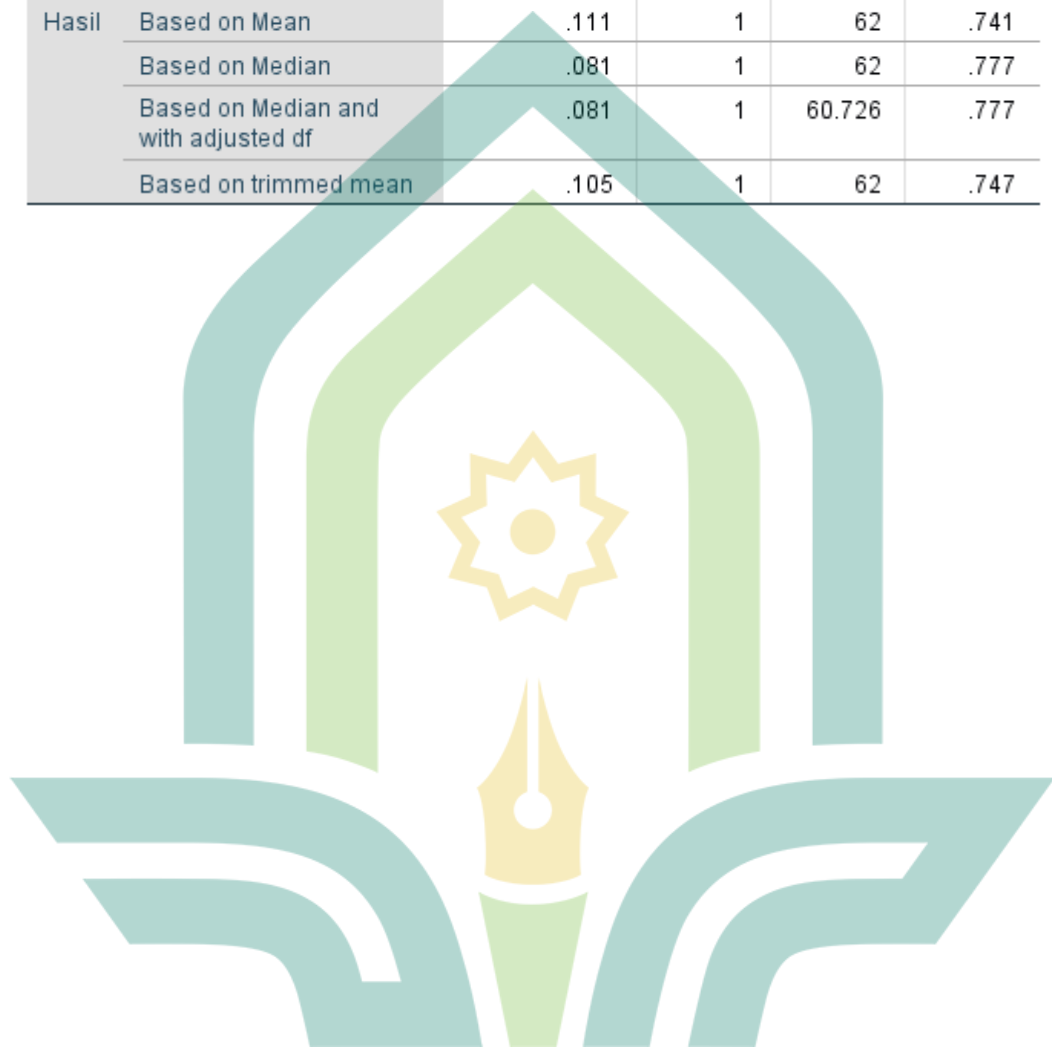 Hasil Based on Mean .111 1 62 .741
Based on Median .081 1 62 .777
Based on Median and .081 1 60.726 .777
with adjusted df
Based on trimmed mean .105 1 62 .747